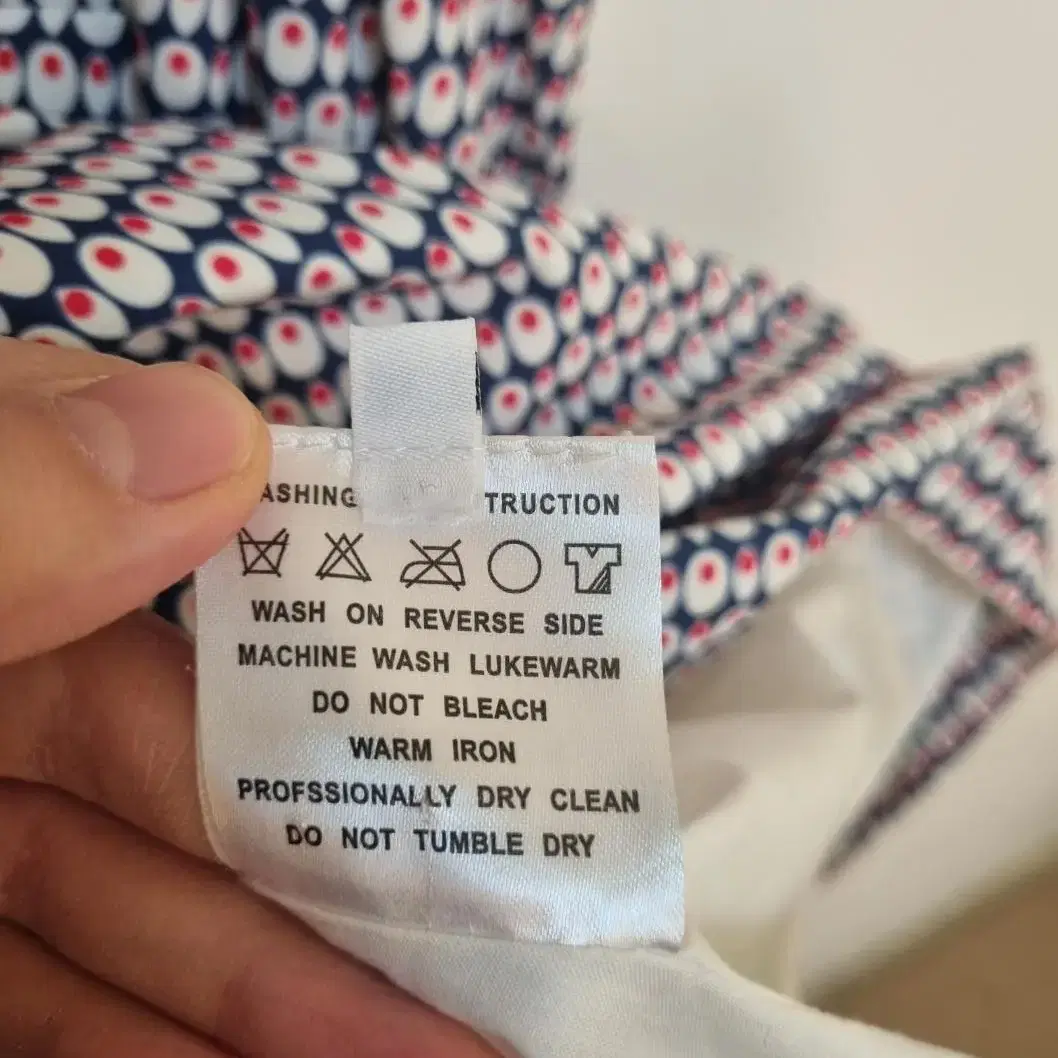 ASHING TRUCTION
WASH ON REVERSE SIDE
MACHINE WASH LUKEWARM
DO NOT BLEACH
WARM IRON
PROFSSIONALLY DRY CLEAN
DO NOT TUMBLE DRY